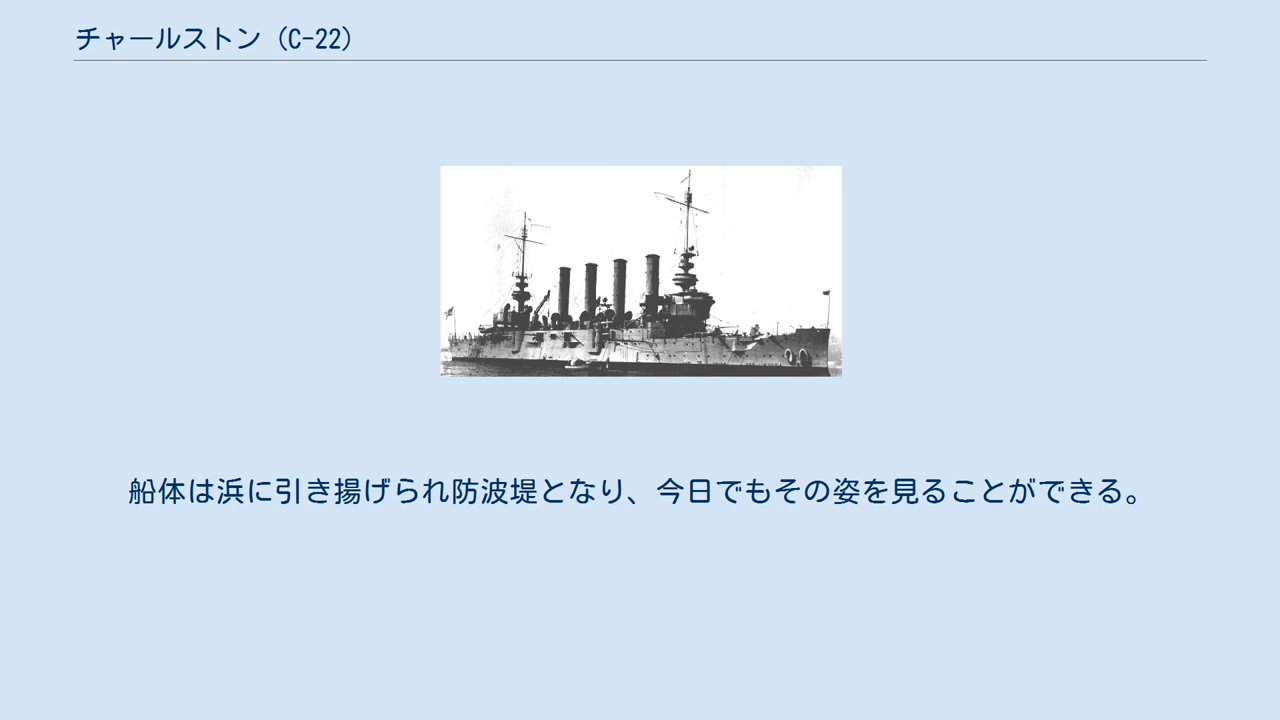 チャールストン（C-22）
船体は浜に引き揚げられ防波堤となり、今日でもその姿を見ることができる。